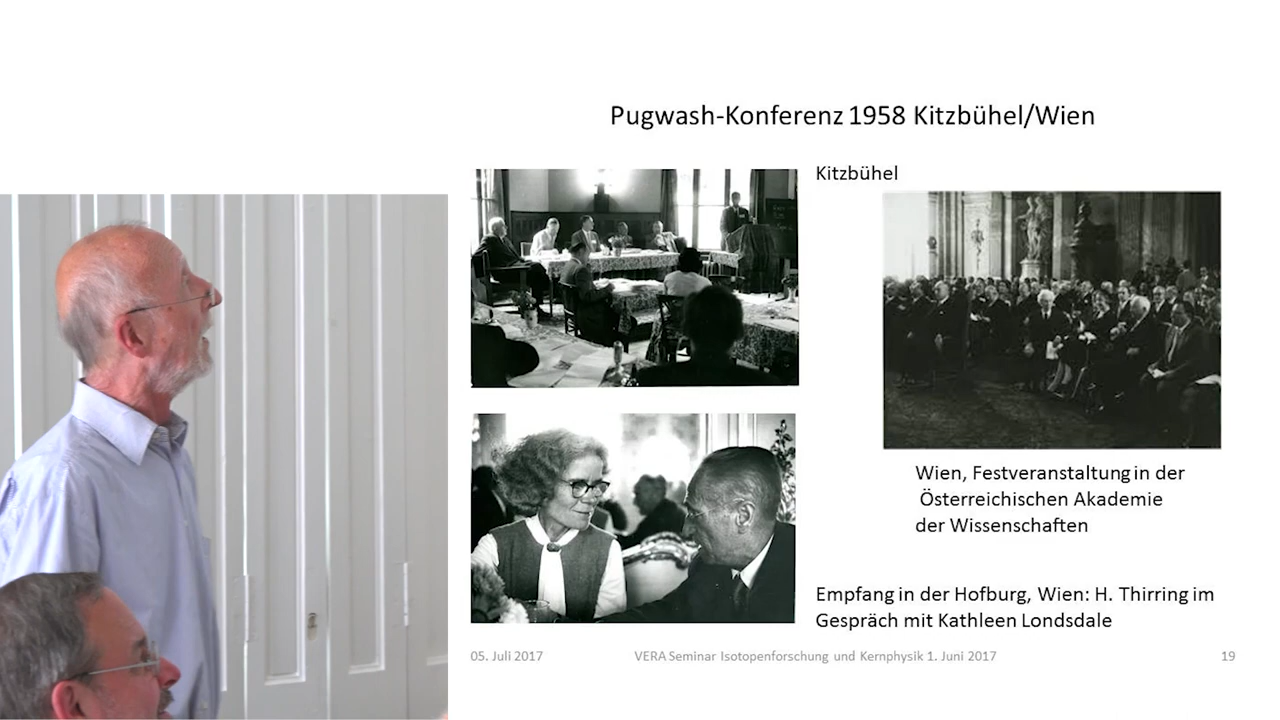 Pugwash-Konferenz 1958 Kitzbühel/Wien
Kitzbühel
Wien, Festveranstaltung in der
Österreichischen Akademie
der Wissenschaften
Empfang in der Hofburg, Wien: H. Thirring im
Gespräch mit Kathleen Londsdale
05. Juli 2017
VERA Seminar Isotopenforschung und Kernphysik 1. Juni 2017
19